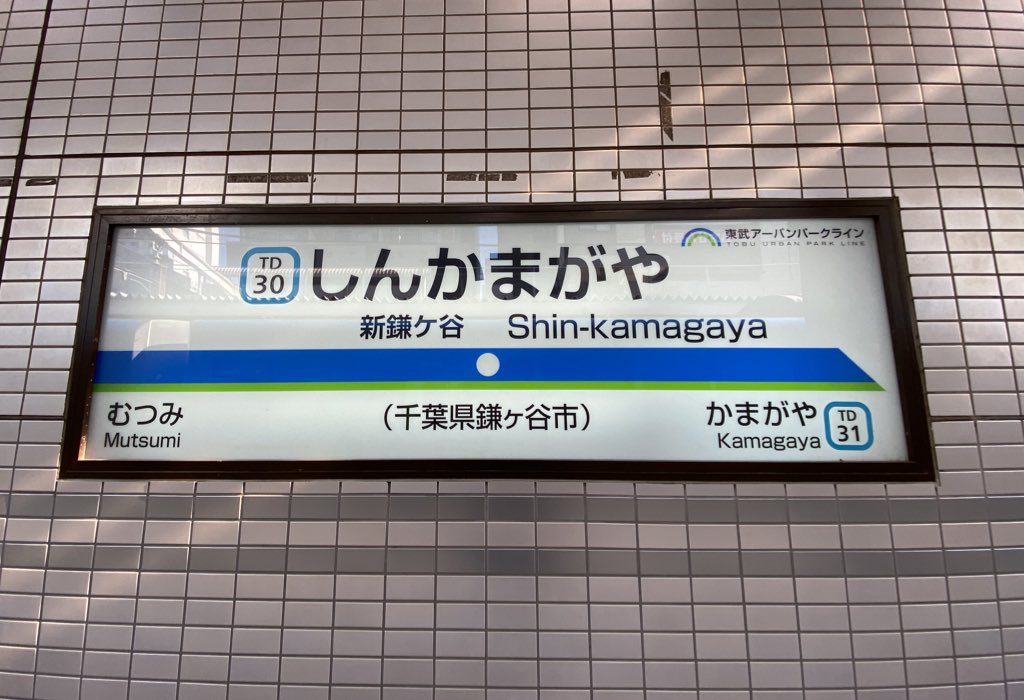 東武アーバンパークライン
TOBU URBAN PARK LINE
TD
30
しんかまがや
新鎌ケ谷 Shin-kamagaya
むつみ
Mutsumi
（千葉県鎌ヶ谷市）
かまがや
Kamagaya
TD
31